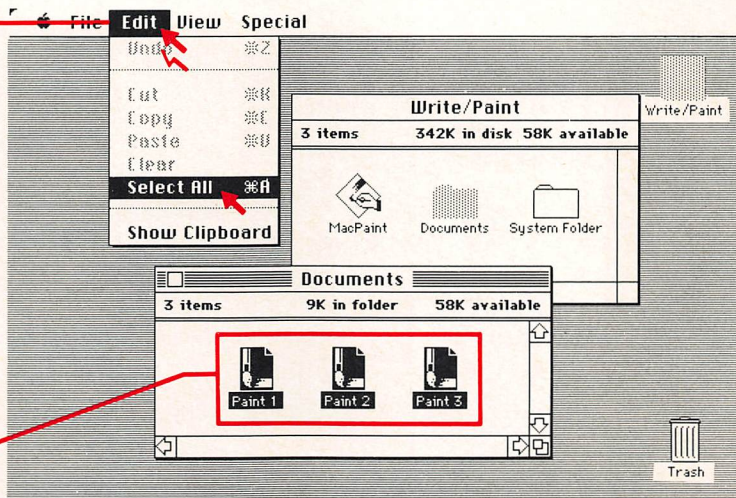 File Edit View Special
Undo ⌘Z
Cut ⌘X
Copy ⌘C
Paste ⌘V
Clear
Select All ⌘A
Show Clipboard
Write/Paint
Write/Paint
3 items 342K in disk 58K available
MacPaint Documents System Folder
Documents
3 items 9K in folder 58K available
Paint 1 Paint 2 Paint 3
Trash